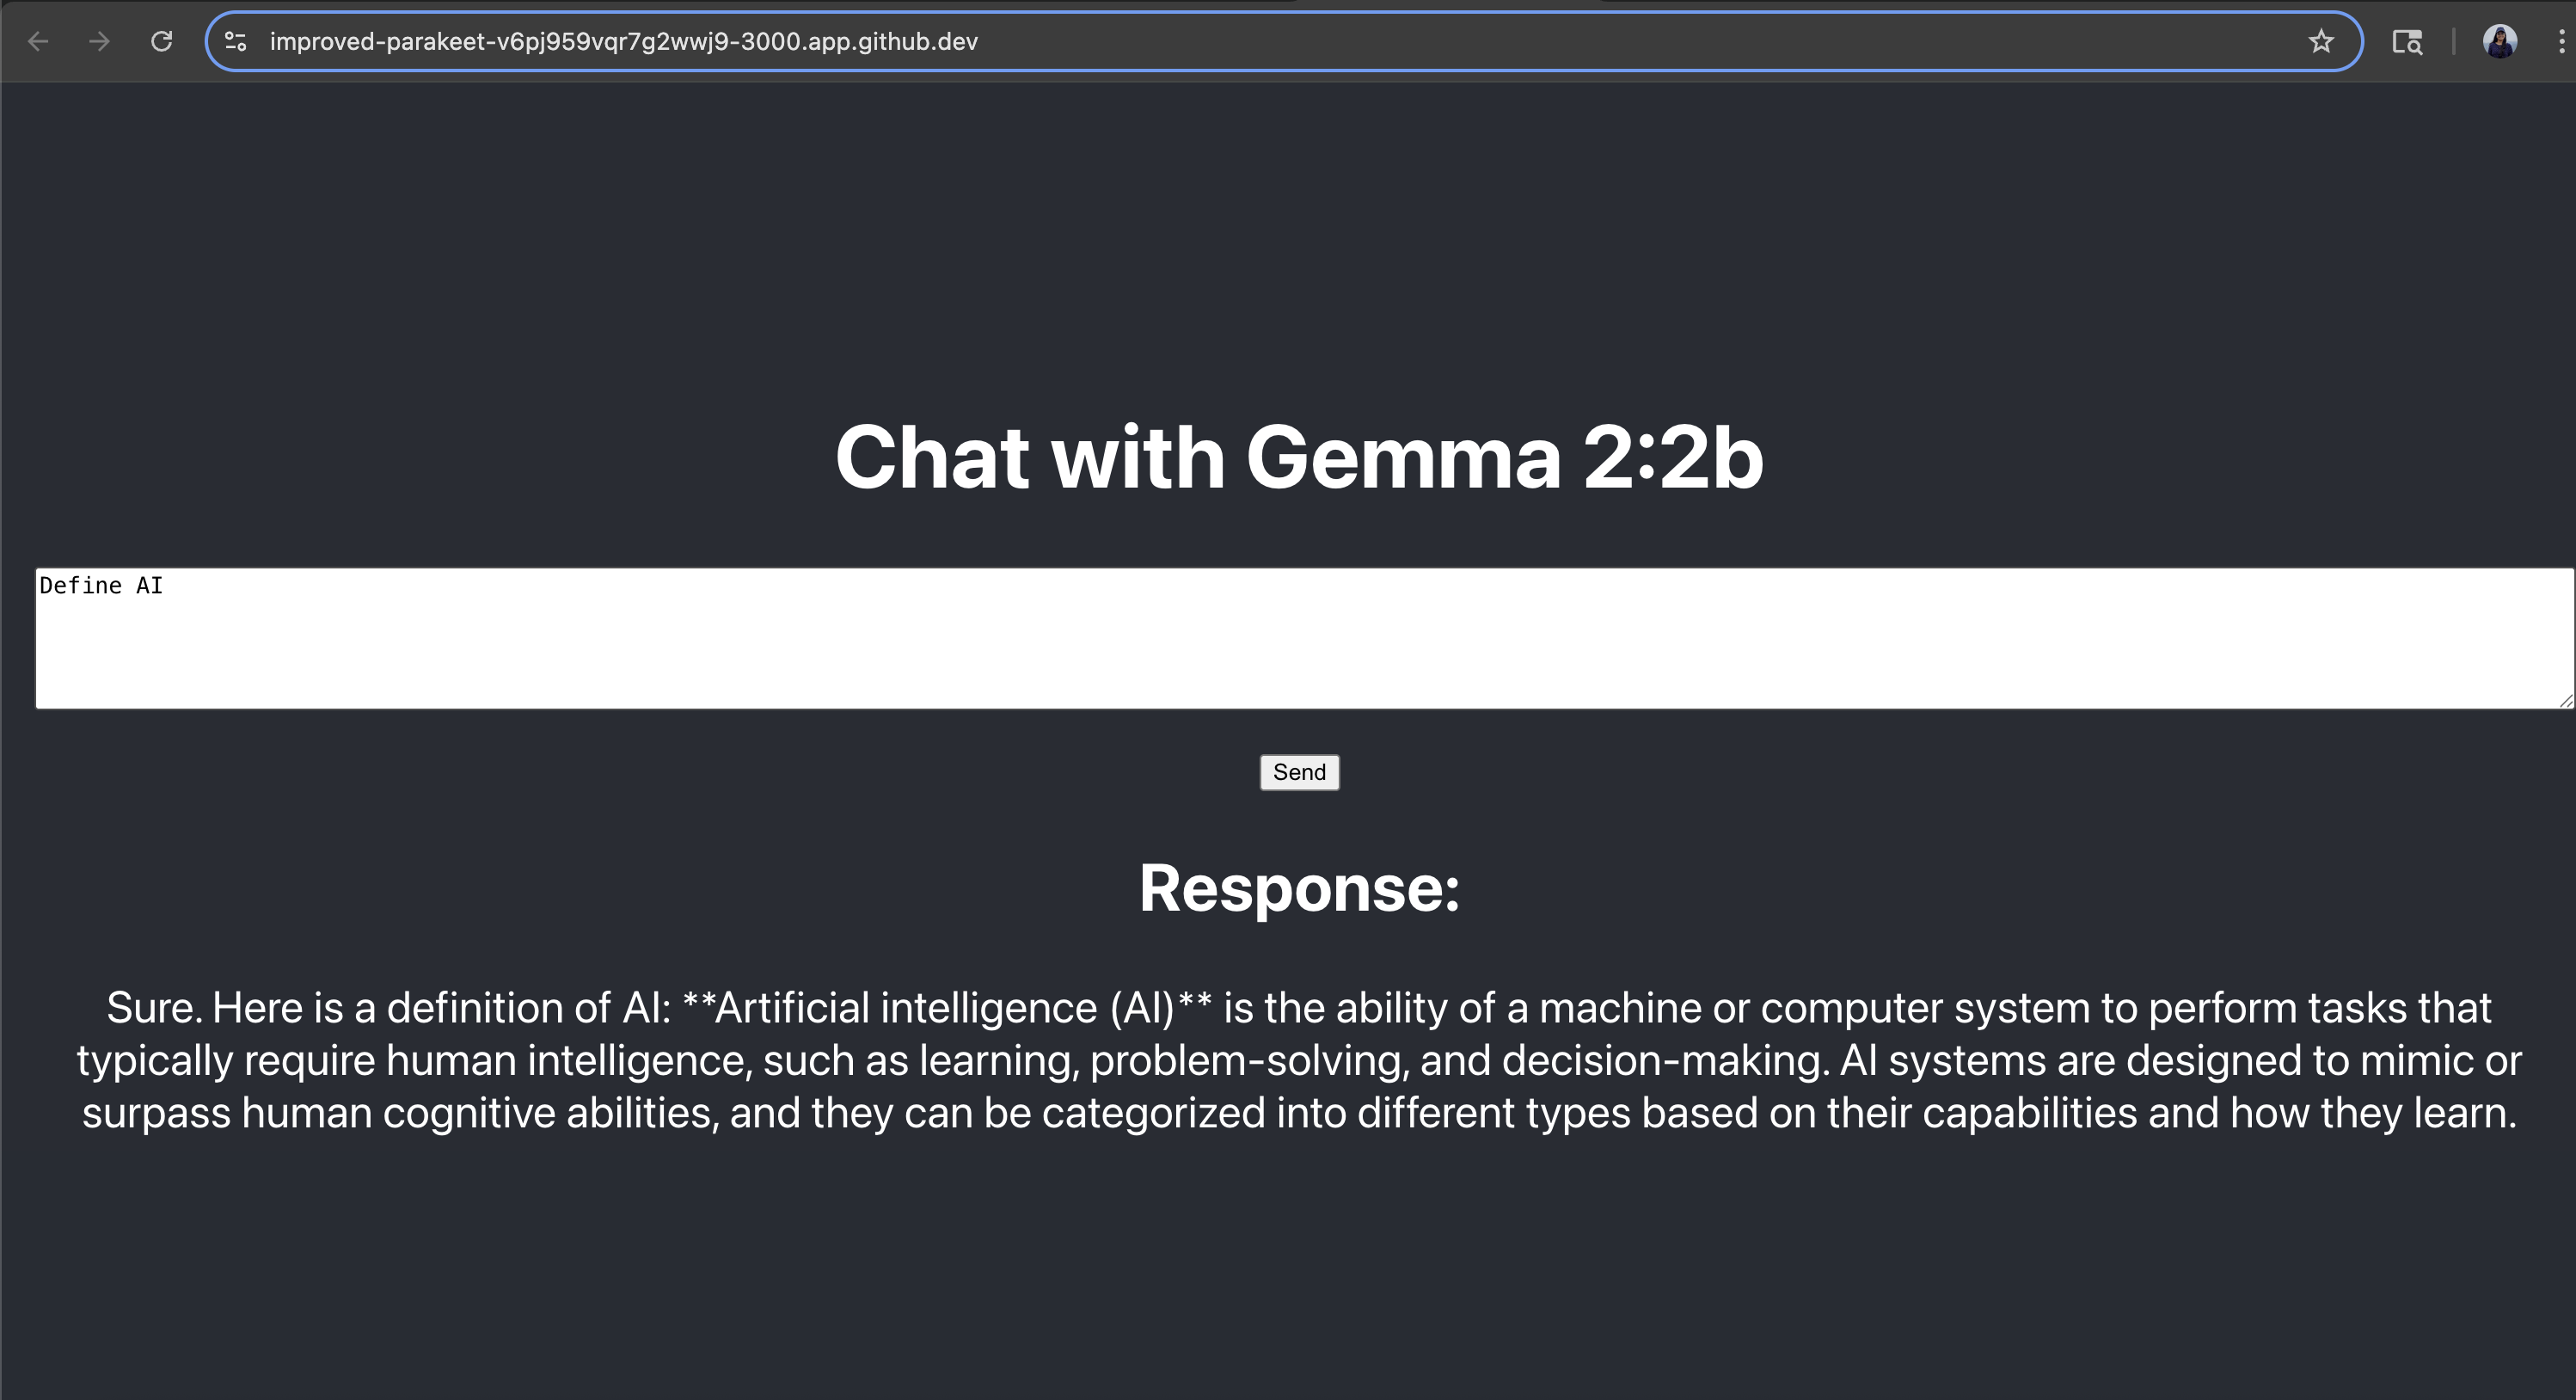 improved-parakeet-v6pj959vqr7g2wwj9-3000.app.github.dev
Chat with Gemma 2:2b
Define AI
Send
Response:
Sure. Here is a definition of AI: **Artificial intelligence (AI)** is the ability of a machine or computer system to perform tasks that
typically require human intelligence, such as learning, problem-solving, and decision-making. AI systems are designed to mimic or
surpass human cognitive abilities, and they can be categorized into different types based on their capabilities and how they learn.